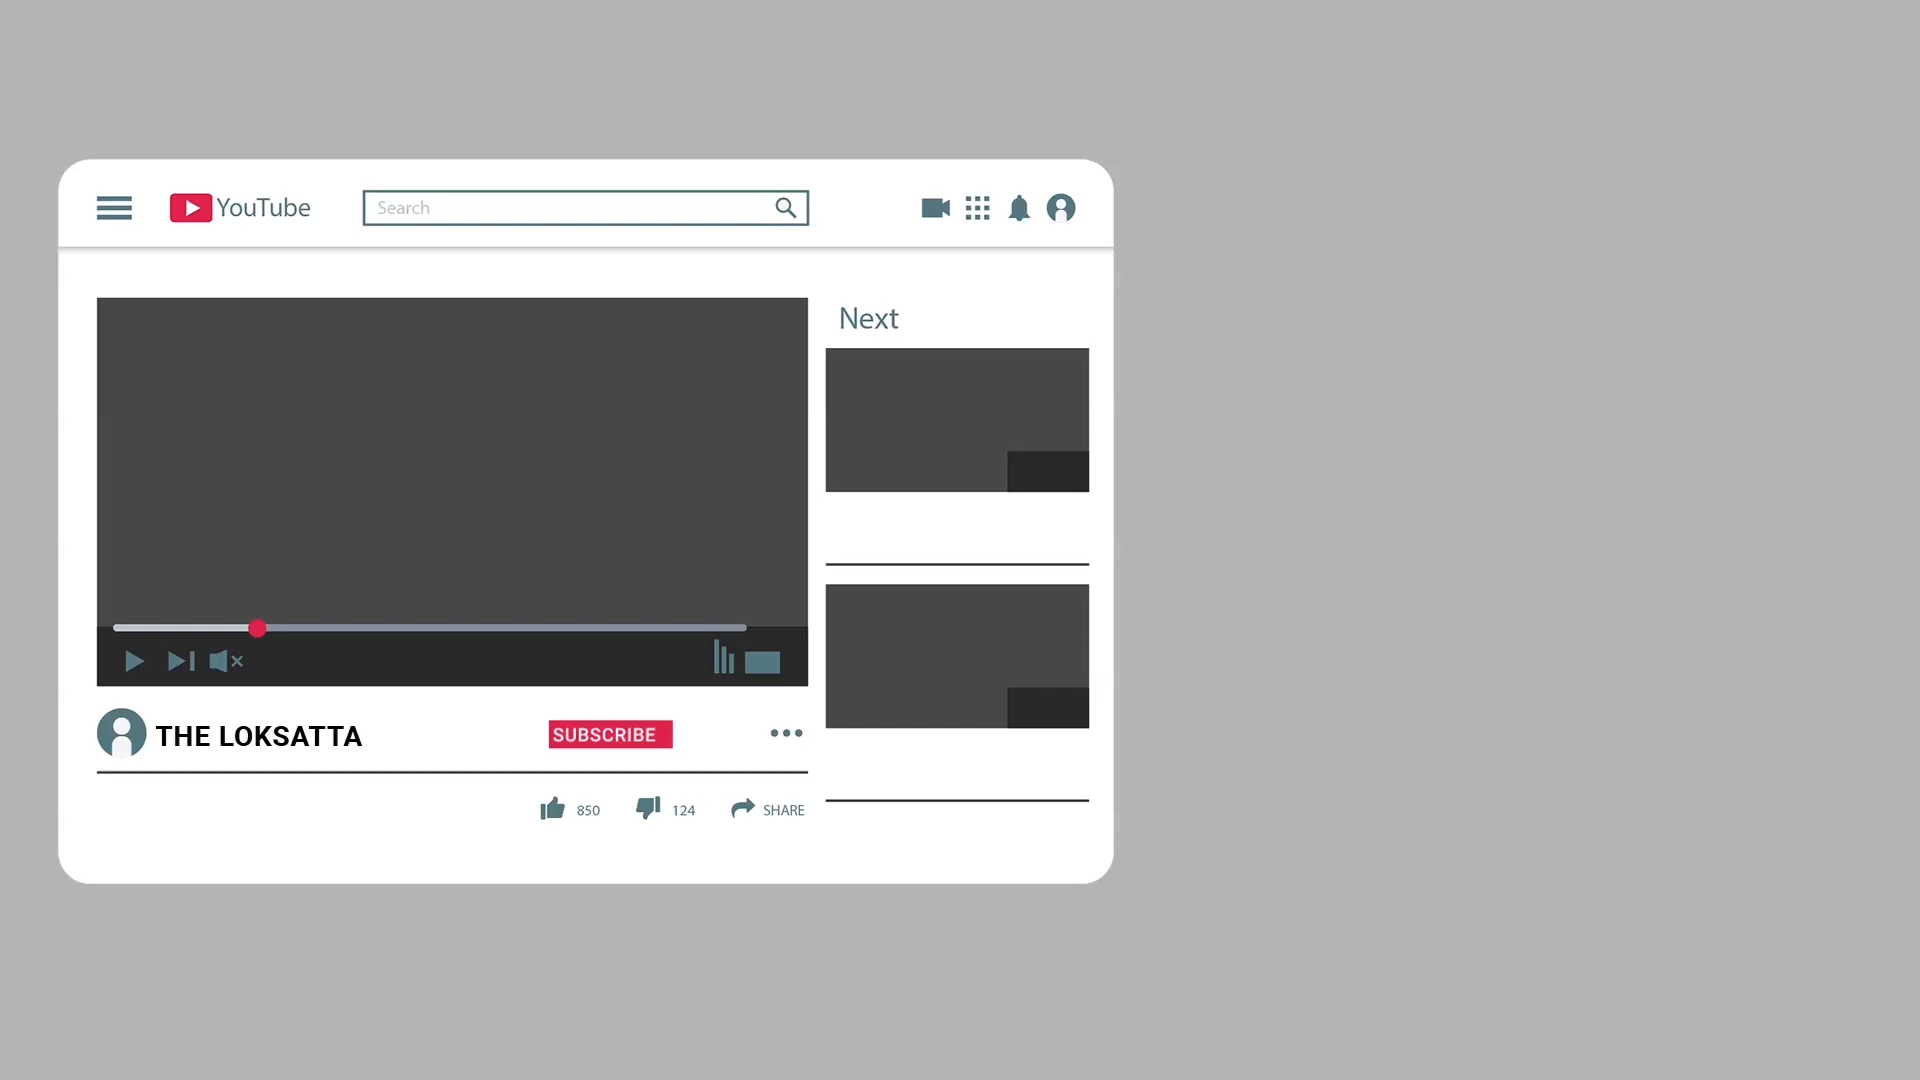 YouTube
Search
Next
THE LOKSATTA
SUBSCRIBE
850
124
SHARE